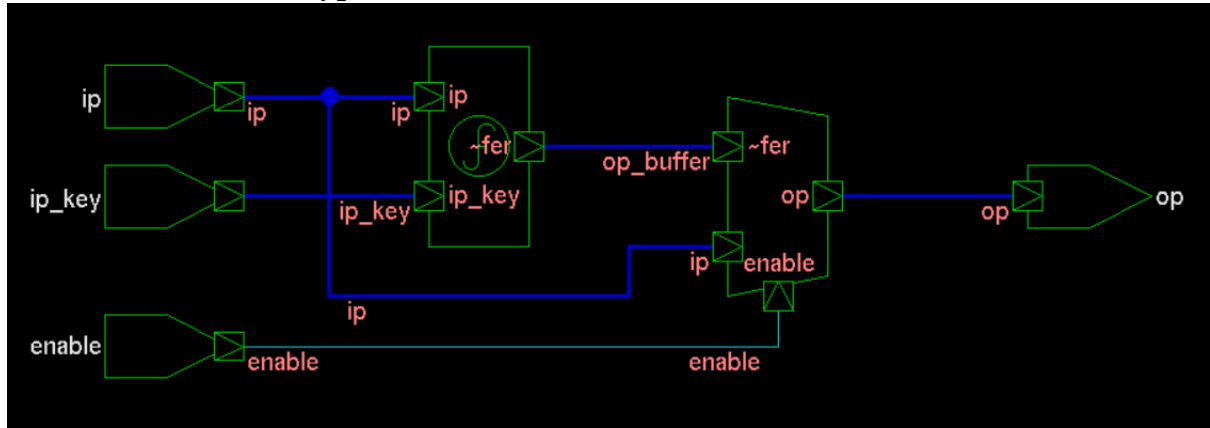 ip
ip
ip
ip
~fer
op_buffer
~fer
ip_key
ip_key
ip_key
op
op
op
ip
enable
ip
enable
enable
enable